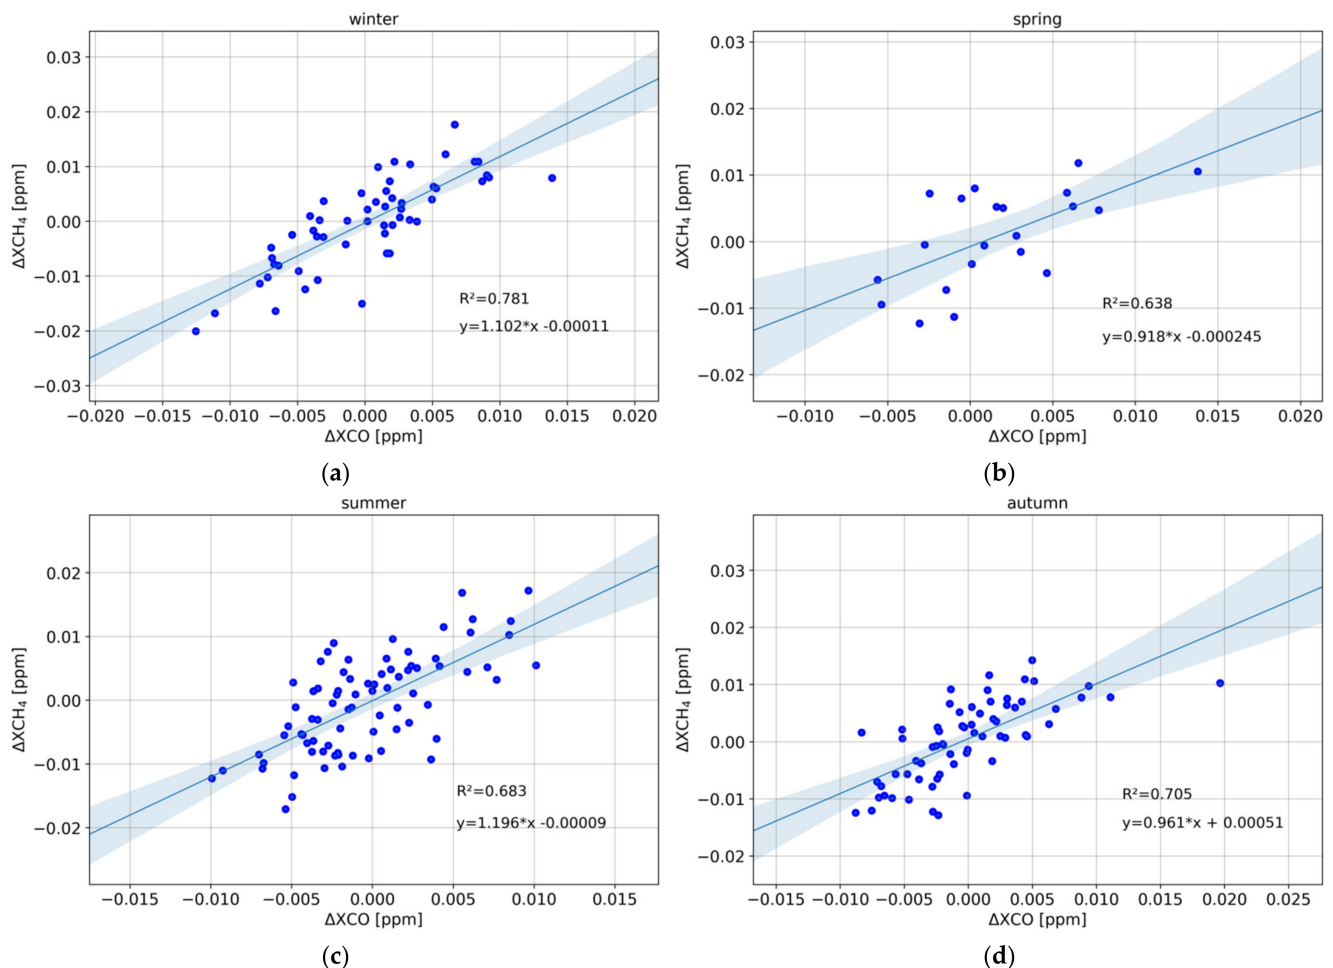 winter
ΔXCH₄ [ppm]
0.03
0.02
0.01
0.00
−0.01
−0.02
−0.03
R²=0.781
y=1.102*x -0.00011
−0.020 −0.015 −0.010 −0.005 0.000 0.005 0.010 0.015 0.020
ΔXCO [ppm]
(a)
spring
ΔXCH₄ [ppm]
0.03
0.02
0.01
0.00
−0.01
−0.02
R²=0.638
y=0.918*x -0.000245
−0.010 −0.005 0.000 0.005 0.010 0.015 0.020
ΔXCO [ppm]
(b)
summer
ΔXCH₄ [ppm]
0.02
0.01
0.00
−0.01
−0.02
R²=0.683
y=1.196*x -0.00009
−0.015 −0.010 −0.005 0.000 0.005 0.010 0.015
ΔXCO [ppm]
(c)
autumn
ΔXCH₄ [ppm]
0.03
0.02
0.01
0.00
−0.01
−0.02
R²=0.705
y=0.961*x + 0.00051
−0.015 −0.010 −0.005 0.000 0.005 0.010 0.015 0.020 0.025
ΔXCO [ppm]
(d)